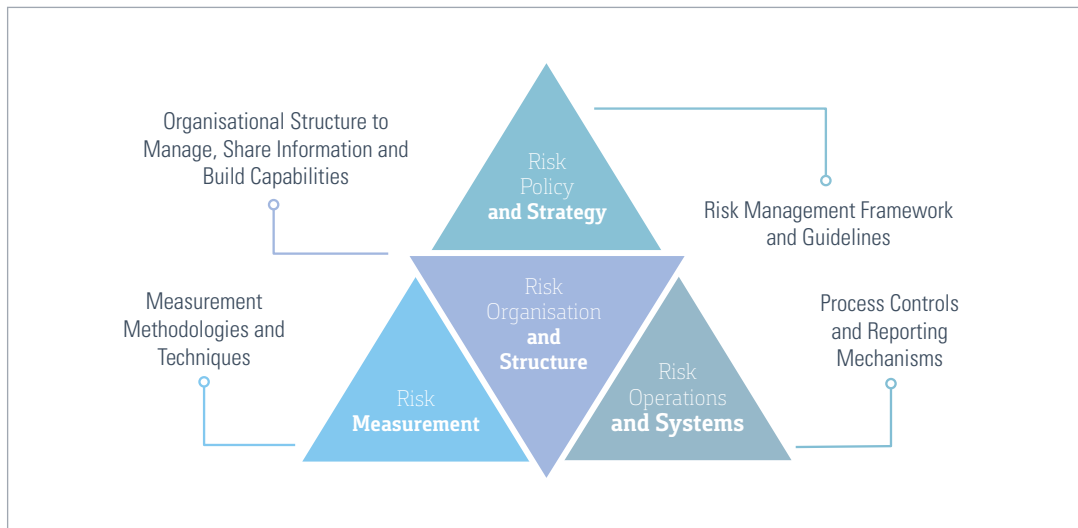 Organisational Structure to
Manage, Share Information and
Build Capabilities
Risk
Policy
and Strategy
Risk Management Framework
and Guidelines
Measurement
Methodologies and
Techniques
Risk
Organisation
and
Structure
Process Controls
and Reporting
Mechanisms
Risk
Measurement
Risk
Operations
and Systems